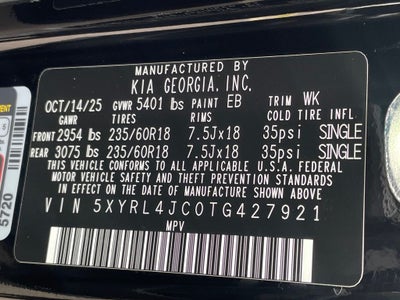 MANUFACTURED BY
KIA GEORGIA, INC.
OCT/14/25 GVWR 5401 lbs PAINT EB TRIM WK
GAWR TIRES RIMS COLD TIRE INFL
FRONT 2954 lbs 235/60R18 7.5Jx18 35psi SINGLE
REAR 3075 lbs 235/60R18 7.5Jx18 35psi SINGLE
THIS VEHICLE CONFORMS TO ALL APPLICABLE U.S.A. FEDERAL
MOTOR VEHICLE SAFETY AND THEFT PREVENTION STANDARDS
IN EFFECT ON THE DATE OF MANUFACTURE SHOWN ABOVE
VIN 5XYRL4JC0TG427921
MPV
5720